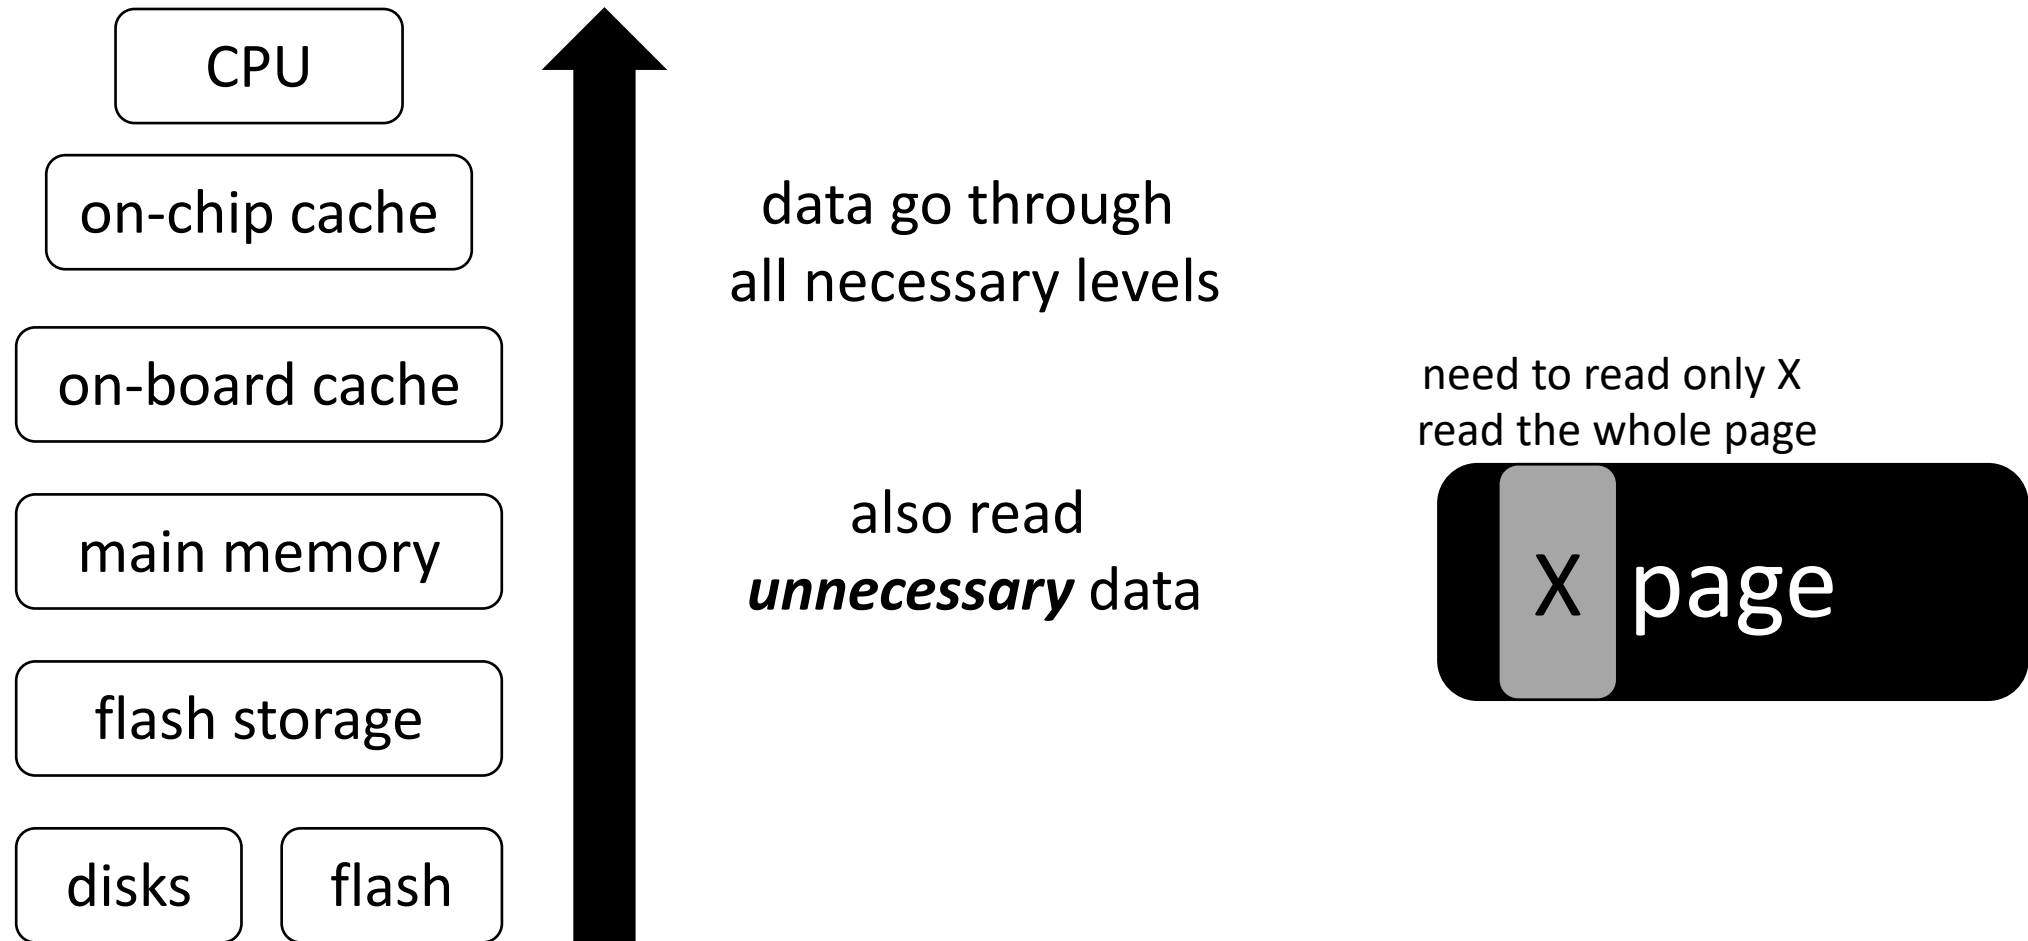 CPU
on-chip cache
on-board cache
main memory
flash storage
disks
flash
data go through
all necessary levels
also read
unnecessary data
need to read only X
read the whole page
X page